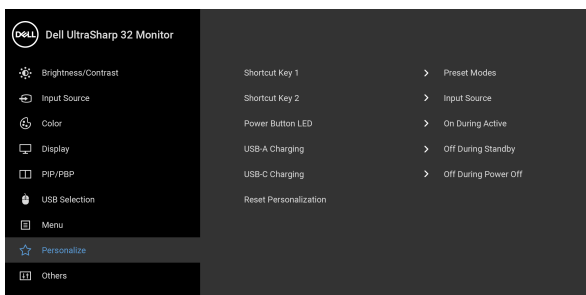 DELL Dell UltraSharp 32 Monitor
Brightness/Contrast
Input Source
Color
Display
PIP/PBP
USB Selection
Menu
Personalize
Others
Shortcut Key 1 > Preset Modes
Shortcut Key 2 > Input Source
Power Button LED > On During Active
USB-A Charging > Off During Standby
USB-C Charging > Off During Power Off
Reset Personalization